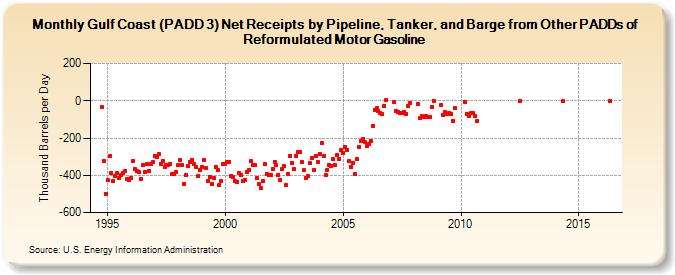 Monthly Gulf Coast (PADD 3) Net Receipts by Pipeline, Tanker, and Barge from Other PADDs of
Reformulated Motor Gasoline
Thousand Barrels per Day
200
0
-200
-400
-600
1995 2000 2005 2010 2015
Source: U.S. Energy Information Administration